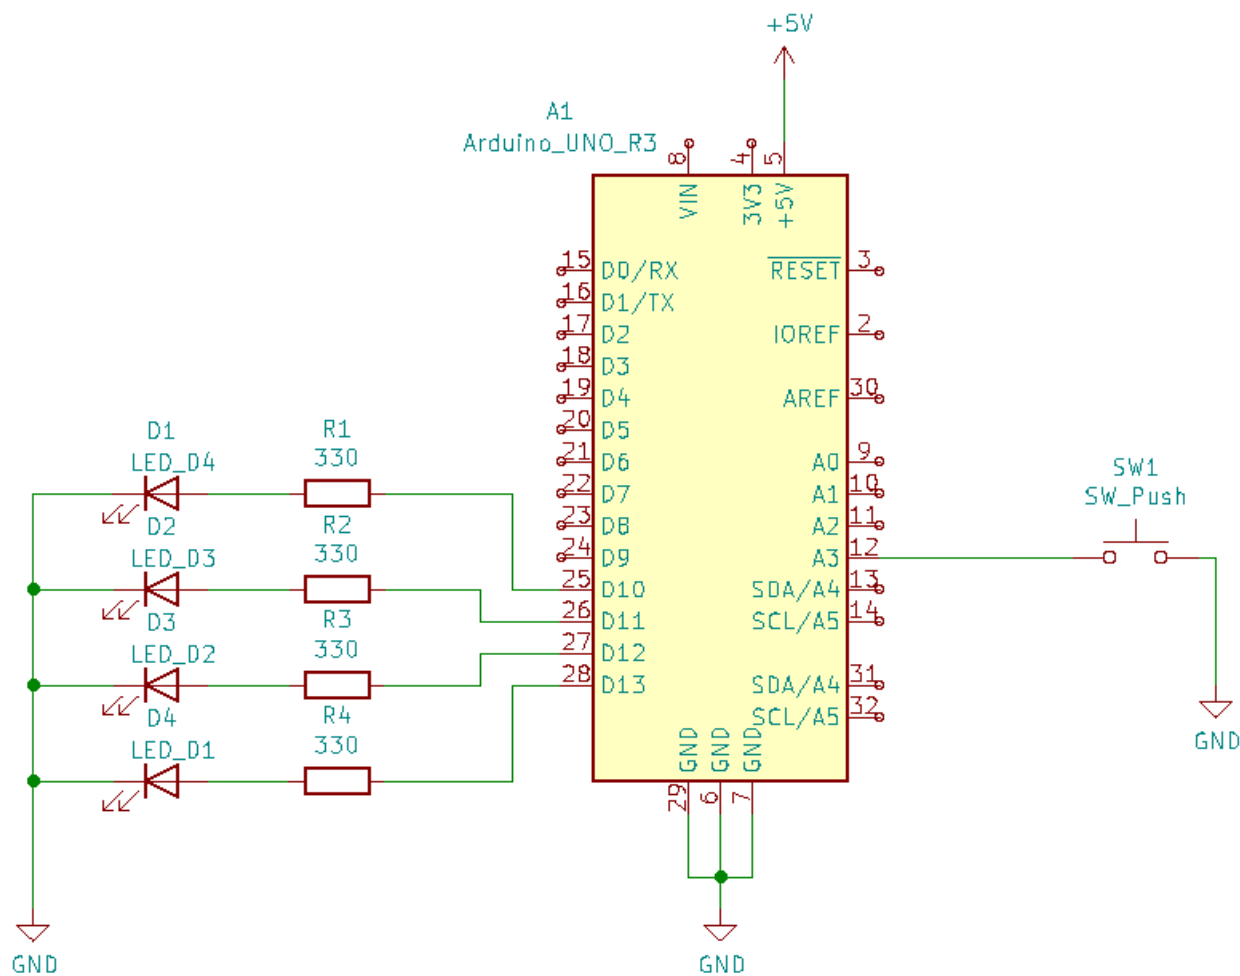 +5V
A1
Arduino_UNO_R3
8
4
5
VIN
3V3
+5V
15
D0/RX
RESET
3
16
D1/TX
17
D2
IOREF
2
18
D3
19
D4
AREF
30
20
D5
21
D6
A0
9
22
D7
A1
10
23
D8
A2
11
24
D9
A3
12
25
D10
SDA/A4
13
26
D11
SCL/A5
14
27
D12
28
D13
SDA/A4
31
SCL/A5
32
GND
GND
GND
29
6
7
GND
D1
LED_D4
R1
330
D2
LED_D3
R2
330
D3
LED_D2
R3
330
D4
LED_D1
R4
330
GND
SW1
SW_Push
GND